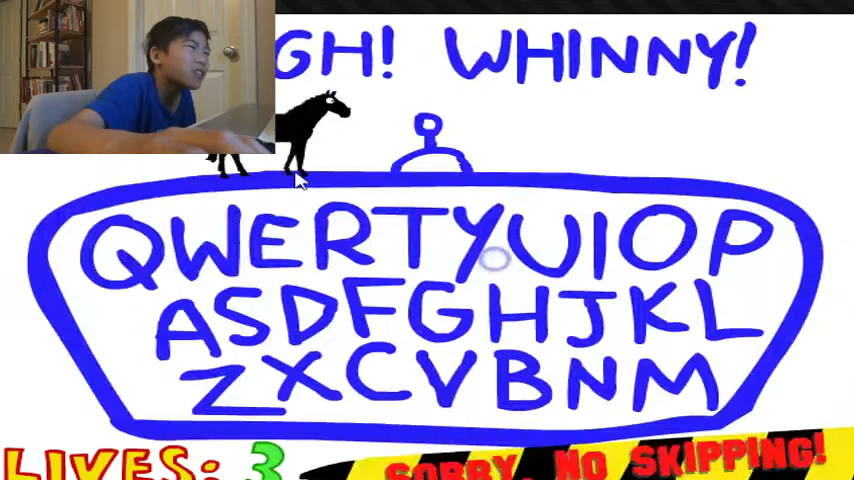 GH! WHINNY!
QWERTYUIOP
ASDFGHJKL
ZXCVBNM
LIVES: 3
SORRY, NO SKIPPING!